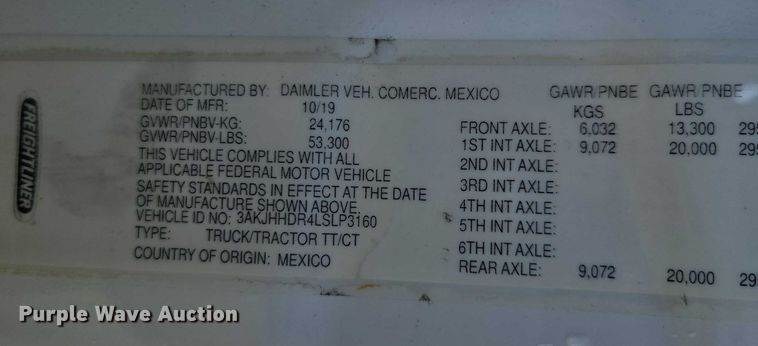 FREIGHTLINER
MANUFACTURED BY: DAIMLER VEH. COMERC. MEXICO
DATE OF MFR: 10/19
GVWR/PNBV-KG: 24,176
GVWR/PNBV-LBS: 53,300
THIS VEHICLE COMPLIES WITH ALL
APPLICABLE FEDERAL MOTOR VEHICLE
SAFETY STANDARDS IN EFFECT AT THE DATE
OF MANUFACTURE SHOWN ABOVE.
VEHICLE ID NO: 3AKJHHDR4LSLP3160
TYPE: TRUCK/TRACTOR TT/CT
COUNTRY OF ORIGIN: MEXICO
GAWR/PNBE GAWR/PNBE
KGS LBS
FRONT AXLE: 6,032 13,300 295
1ST INT AXLE: 9,072 20,000 295
2ND INT AXLE:
3RD INT AXLE:
4TH INT AXLE:
5TH INT AXLE:
6TH INT AXLE:
REAR AXLE: 9,072 20,000 29
Purple Wave Auction